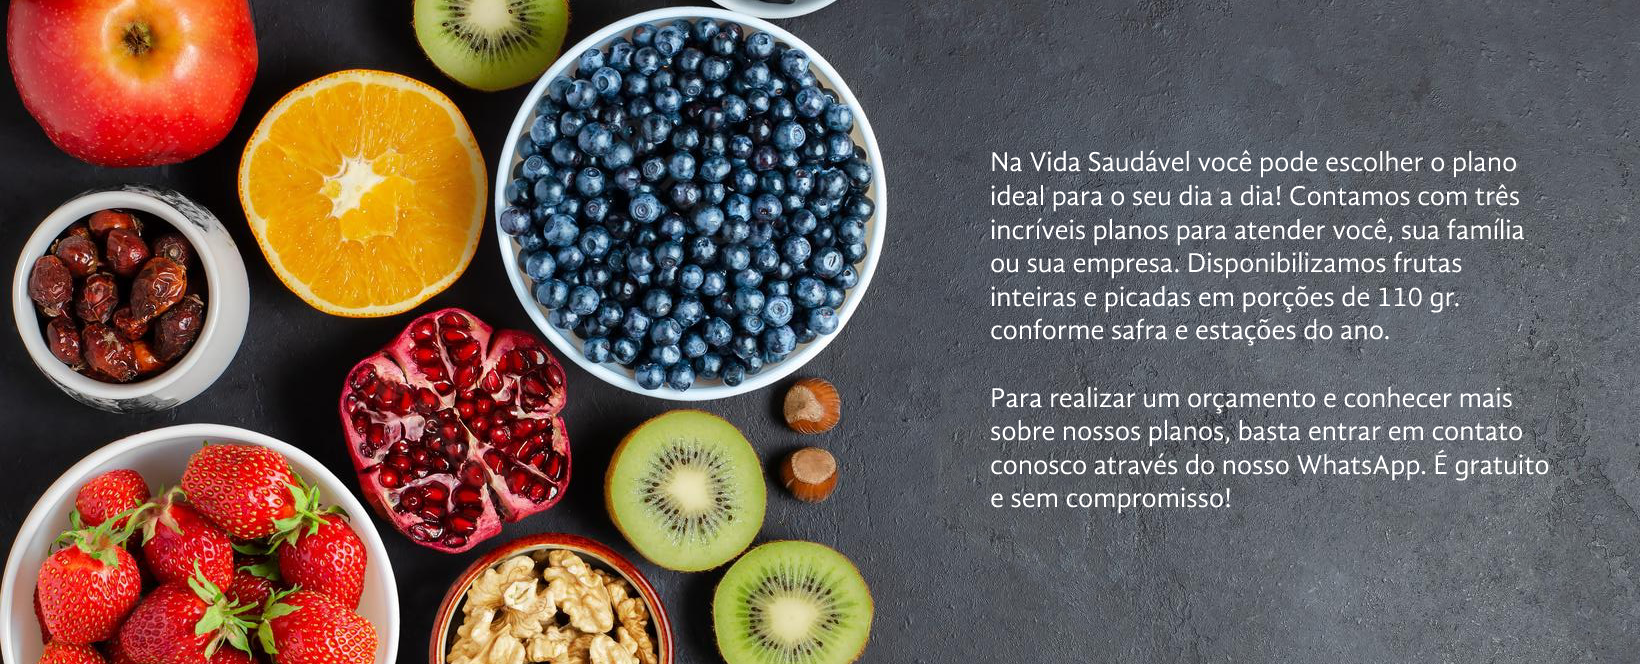 Na Vida Saudável você pode escolher o plano
ideal para o seu dia a dia! Contamos com três
incríveis planos para atender você, sua família
ou sua empresa. Disponibilizamos frutas
inteiras e picadas em porções de 110 gr.
conforme safra e estações do ano.
Para realizar um orçamento e conhecer mais
sobre nossos planos, basta entrar em contato
conosco através do nosso WhatsApp. É gratuito
e sem compromisso!